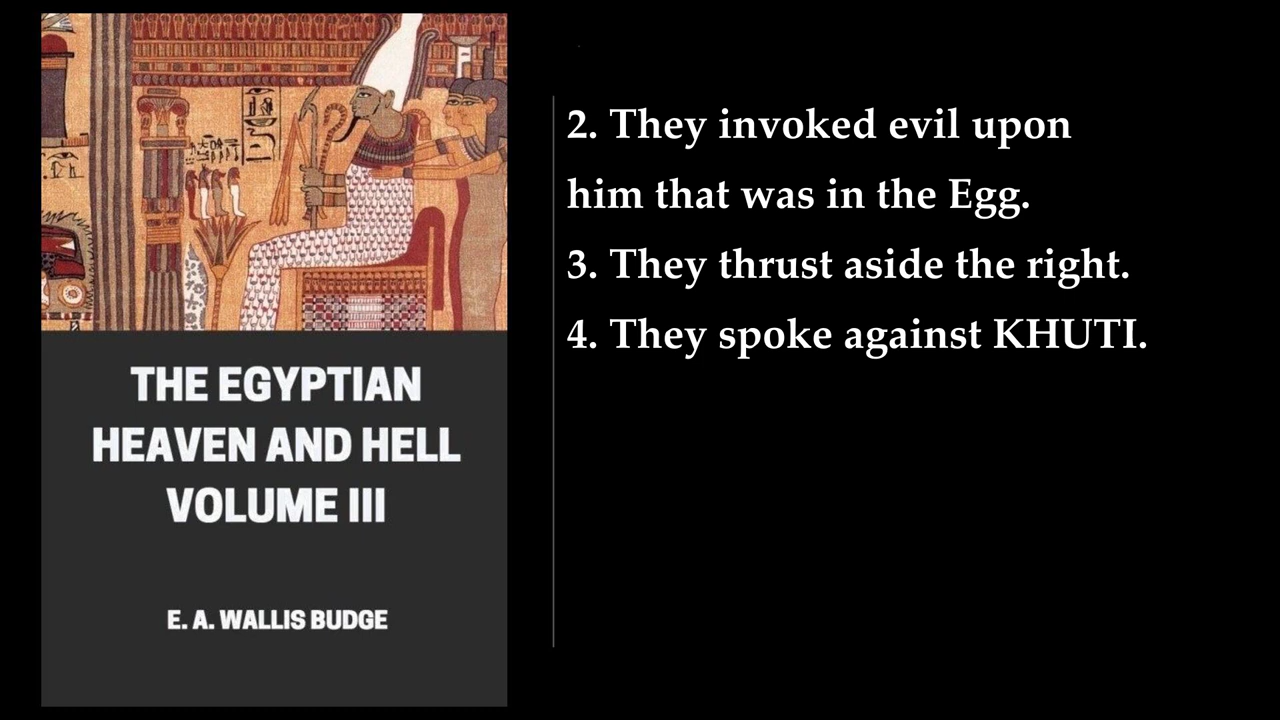 THE EGYPTIAN
HEAVEN AND HELL
VOLUME III
E. A. WALLIS BUDGE
2. They invoked evil upon
him that was in the Egg.
3. They thrust aside the right.
4. They spoke against KHUTI.